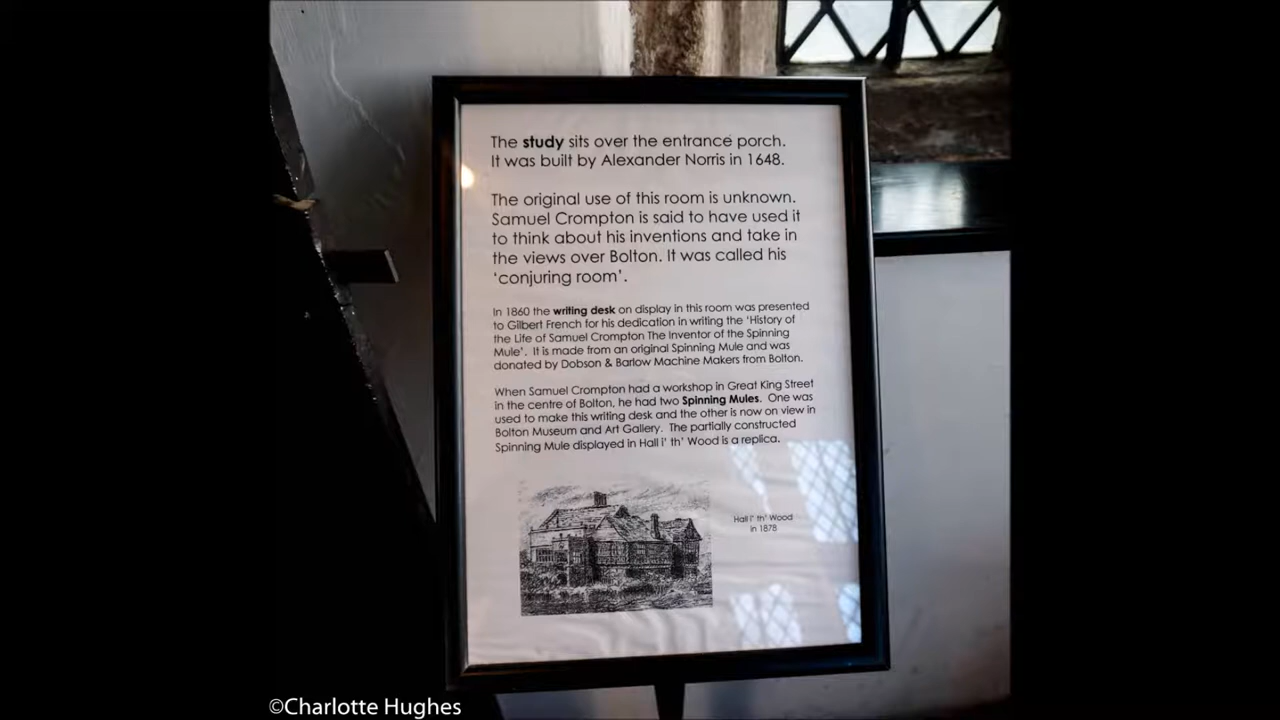 The study sits over the entrance porch.
It was built by Alexander Norris in 1648.
The original use of this room is unknown.
Samuel Crompton is said to have used it
to think about his inventions and take in
the views over Bolton. It was called his
‘conjuring room’.
In 1860 the writing desk on display in this room was presented
to Gilbert French for his dedication in writing the ‘History of
the Life of Samuel Crompton The Inventor of the Spinning
Mule’. It is made from an original Spinning Mule and was
donated by Dobson & Barlow Machine Makers from Bolton.
When Samuel Crompton had a workshop in Great King Street
in the centre of Bolton, he had two Spinning Mules. One was
used to make this writing desk and the other is now on view in
Bolton Museum and Art Gallery. The partially constructed
Spinning Mule displayed in Hall i’ th’ Wood is a replica.
Hall i’ th’ Wood
in 1878
©Charlotte Hughes